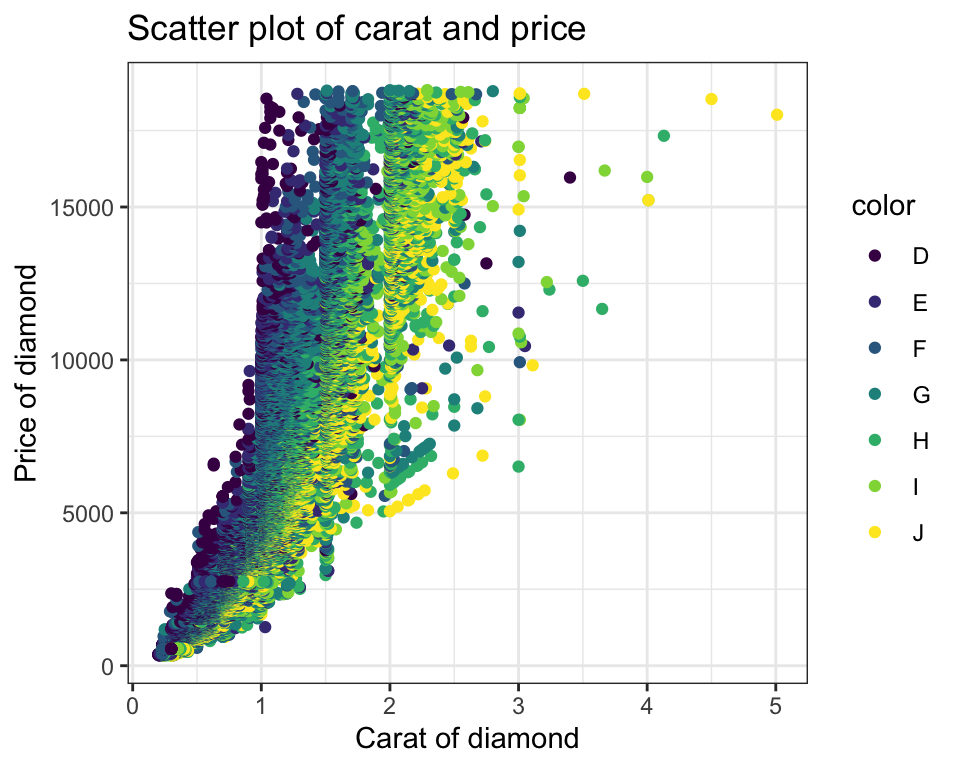 Scatter plot of carat and price
Price of diamond
15000
10000
5000
0
0 1 2 3 4 5
Carat of diamond
color
D
E
F
G
H
I
J